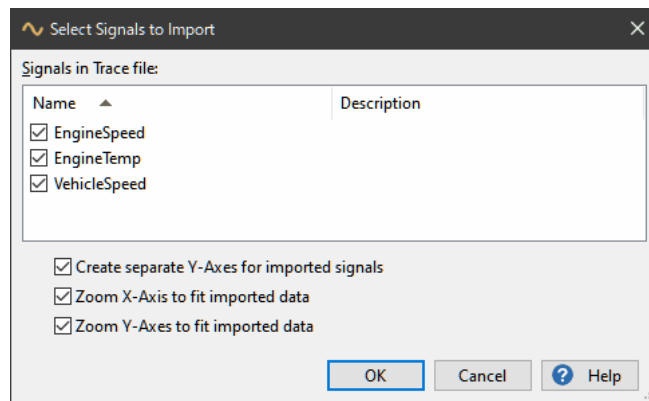 Select Signals to Import
Signals in Trace file:
Name Description
EngineSpeed
EngineTemp
VehicleSpeed
Create separate Y-Axes for imported signals
Zoom X-Axis to fit imported data
Zoom Y-Axes to fit imported data
OK Cancel ? Help